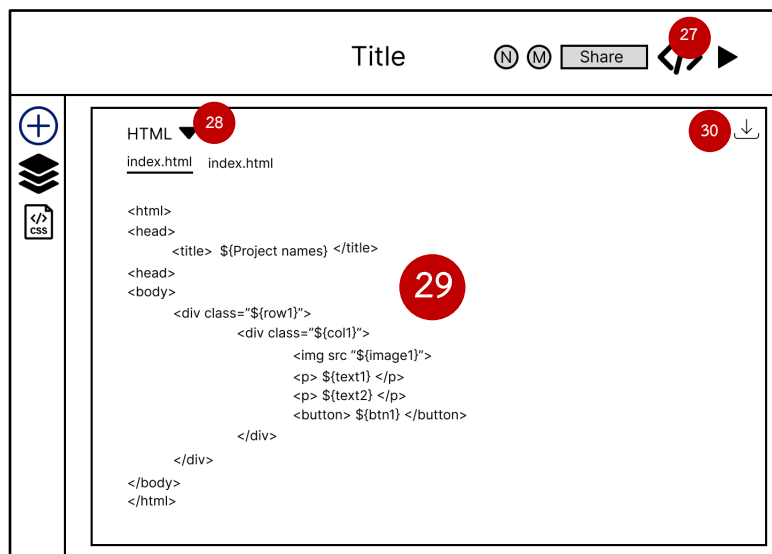 Title
N
M
Share
</>
27
HTML
28
30
index.html index.html
</>
CSS
<html>
<head>
<title> ${Project names} </title>
<head>
<body>
29
<div class="${row1}”>
<div class=”${col1}”>
<img src “${image1}”>
<p> ${text1} </p>
<p> ${text2} </p>
<button> ${btn1} </button>
</div>
</div>
</body>
</html>